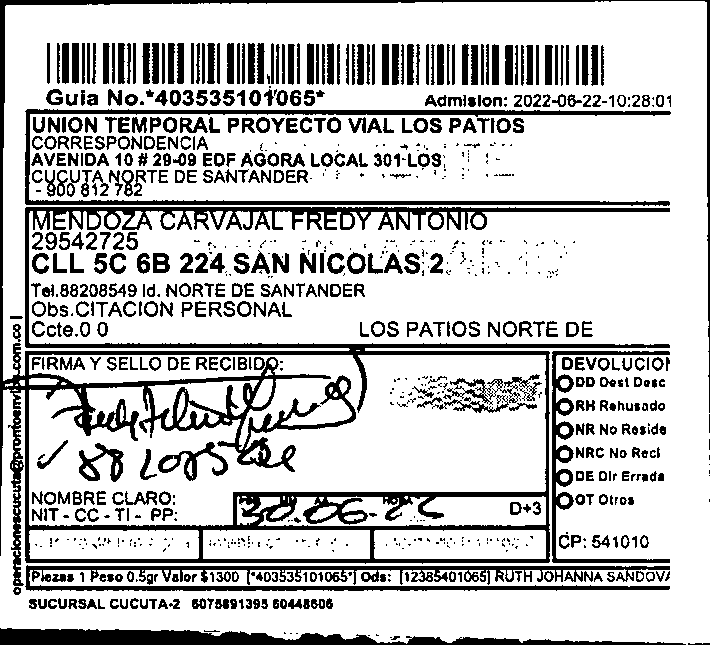 Guia No.*403535101065*
Admision: 2022-06-22-10:28:01
UNION TEMPORAL PROYECTO VIAL LOS PATIOS
CORRESPONDENCIA
AVENIDA 10 # 29-09 EDF AGORA LOCAL 301-LOS
CUCUTA NORTE DE SANTANDER
- 900 812 782
MENDOZA CARVAJAL FREDY ANTONIO
29542725
CLL 5C 6B 224 SAN NICOLAS 2
Tel.88208549 Id. NORTE DE SANTANDER
Obs.CITACION PERSONAL
Ccte.0 0
LOS PATIOS NORTE DE
operacionescucuta@prontoenvios.com.co
FIRMA Y SELLO DE RECIBIDO:
NOMBRE CLARO:
NIT - CC - TI - PP:
30.06-22
D+3
DEVOLUCION
DD Dest Desc
RH Rehusado
NR No Reside
NRC No Recl
DE Dir Errada
OT Otros
CP: 541010
Piezas 1 Peso 0.5gr Valor $1300 [*403535101065*] Ods: [12385401065] RUTH JOHANNA SANDOVA
SUCURSAL CUCUTA-2 6075891395 60448606